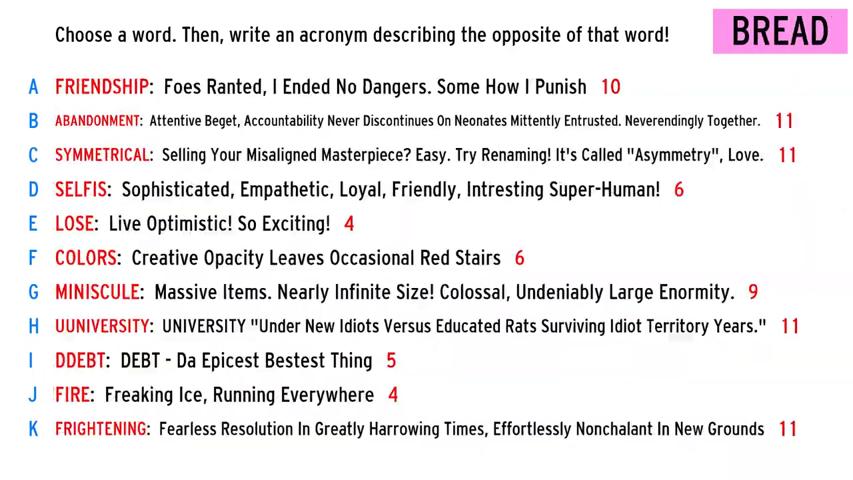 Choose a word. Then, write an acronym describing the opposite of that word!
BREAD
A FRIENDSHIP: Foes Ranted, I Ended No Dangers. Some How I Punish 10
B ABANDONMENT: Attentive Beget, Accountability Never Discontinues On Neonates Mittently Entrusted. Neverendingly Together. 11
C SYMMETRICAL: Selling Your Misaligned Masterpiece? Easy. Try Renaming! It's Called "Asymmetry", Love. 11
D SELFIS: Sophisticated, Empathetic, Loyal, Friendly, Intresting Super-Human! 6
E LOSE: Live Optimistic! So Exciting! 4
F COLORS: Creative Opacity Leaves Occasional Red Stairs 6
G MINISCULE: Massive Items. Nearly Infinite Size! Colossal, Undeniably Large Enormity. 9
H UUNIVERSITY: UNIVERSITY "Under New Idiots Versus Educated Rats Surviving Idiot Territory Years." 11
I DDEBT: DEBT - Da Epicest Bestest Thing 5
J FIRE: Freaking Ice, Running Everywhere 4
K FRIGHTENING: Fearless Resolution In Greatly Harrowing Times, Effortlessly Nonchalant In New Grounds 11